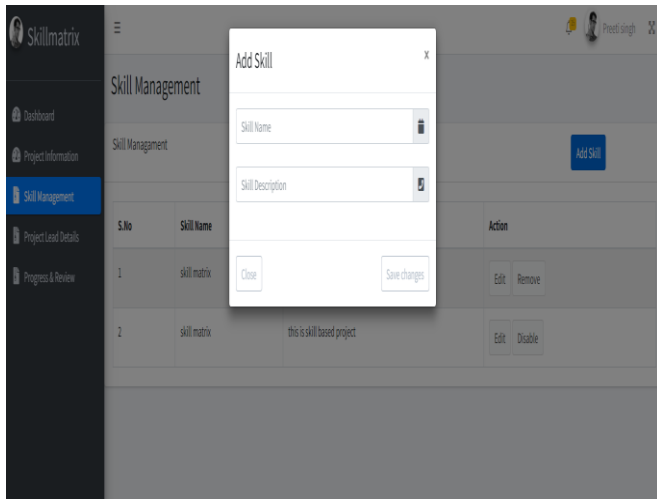 Skillmatrix
Preeti singh
Dashboard
Project Information
Skill Management
Project Lead Details
Progress & Review
Skill Management
Skill Managament
Add Skill
Add Skill
x
Skill Name
Skill Description
Close
Save changes
S.No Skill Name Action
1 skill matrix Edit Remove
2 skill matrix this is skill based project Edit Disable